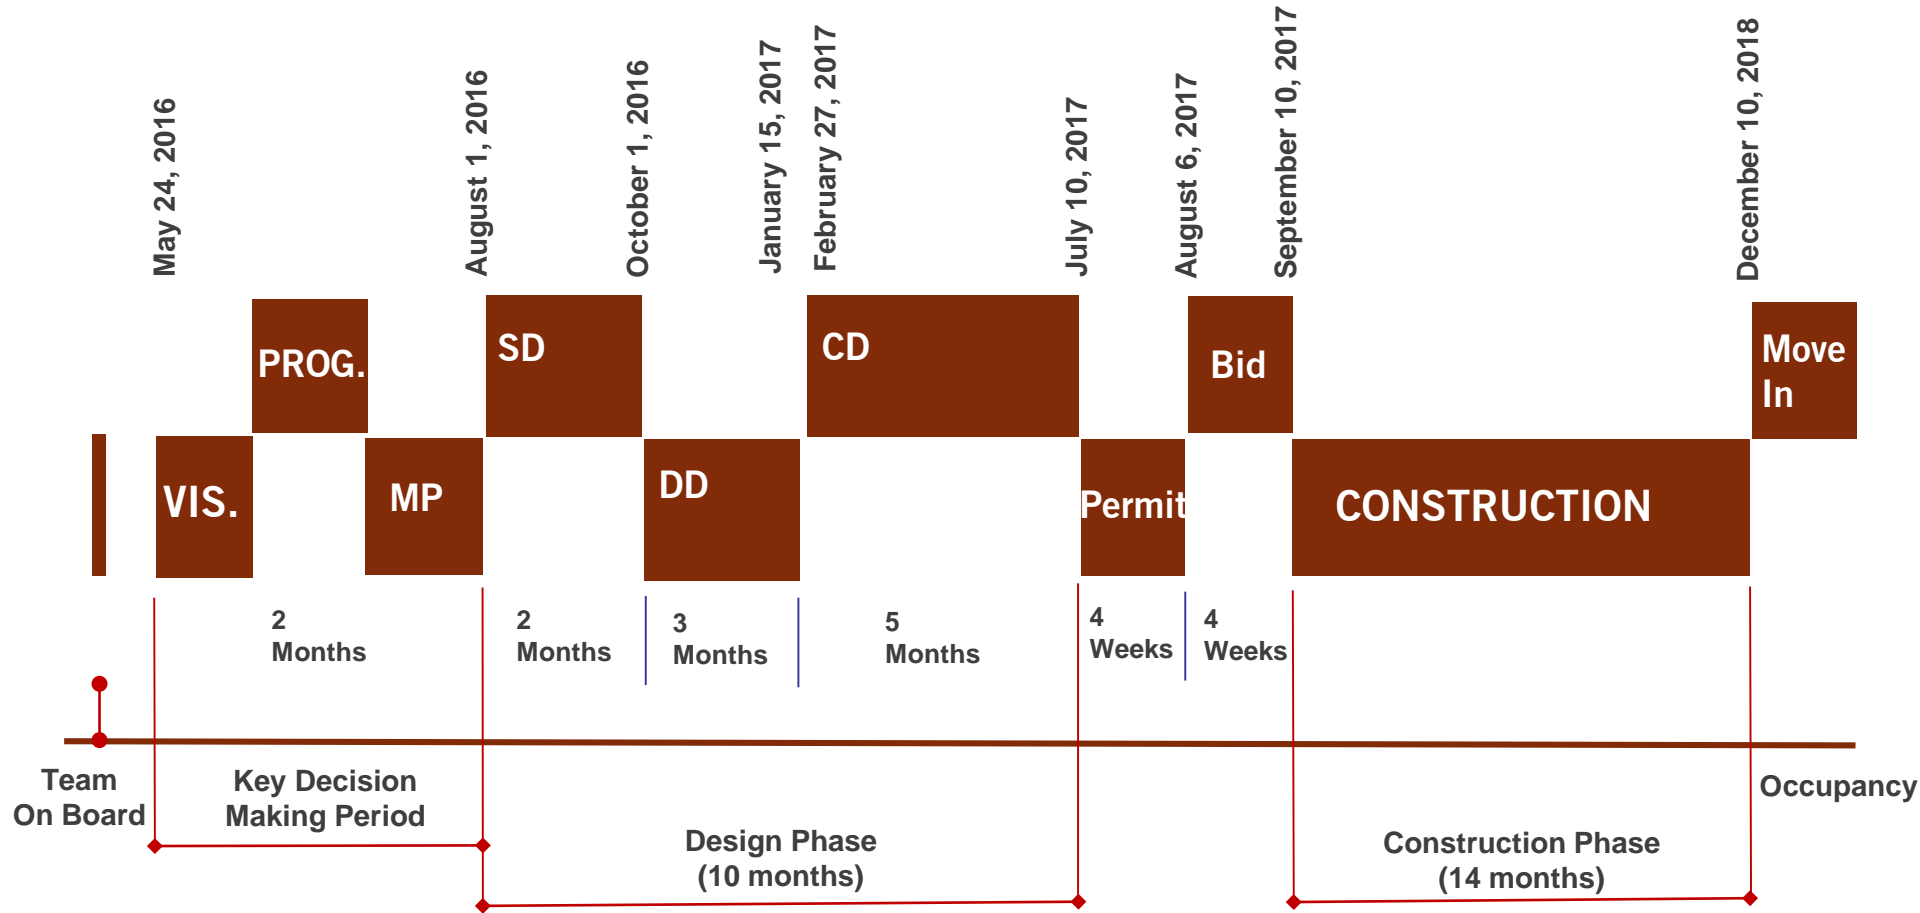 May 24, 2016
August 1, 2016
October 1, 2016
January 15, 2017
February 27, 2017
July 10, 2017
August 6, 2017
September 10, 2017
December 10, 2018
PROG.
SD
CD
Bid
Move
In
VIS.
MP
DD
Permit
CONSTRUCTION
2
Months
2
Months
3
Months
5
Months
4
Weeks
4
Weeks
Team
On Board
Key Decision
Making Period
Design Phase
(10 months)
Construction Phase
(14 months)
Occupancy